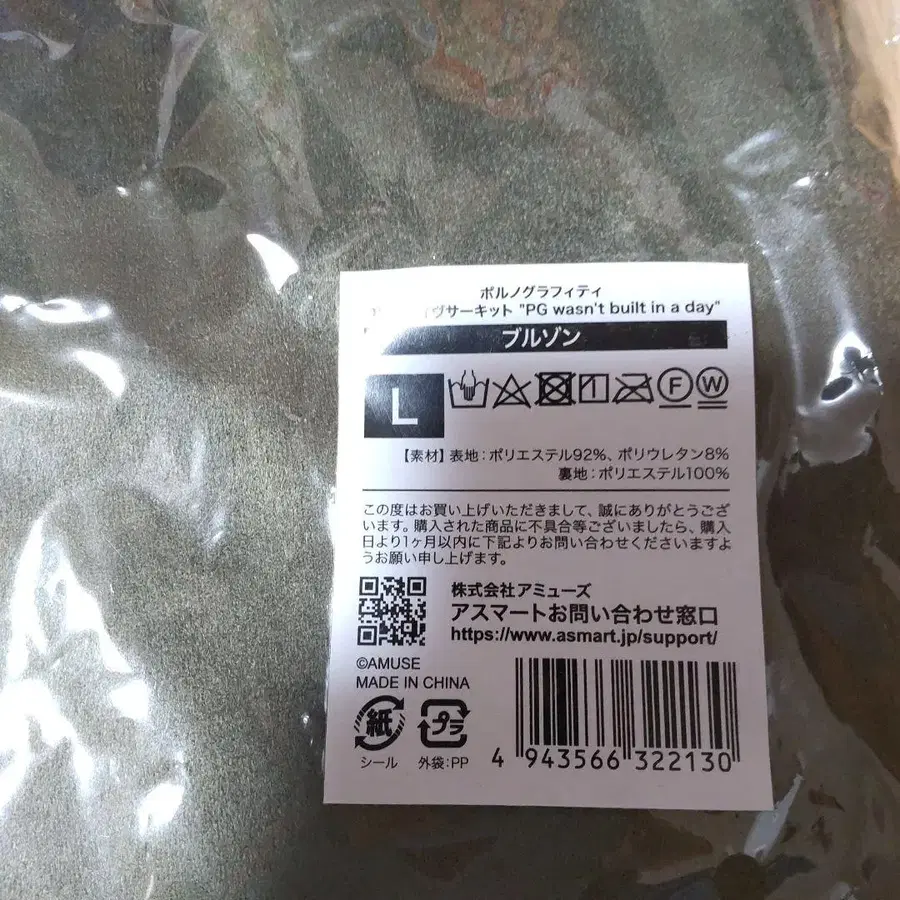 ポルノグラフィティ
ヴサーキット "PG wasn't built in a day"
ブルゾン
L
F W
【素材】表地：ポリエステル92%、ポリウレタン8%
裏地：ポリエステル100%
この度はお買い上げいただきまして、誠にありがとうござ
います。購入された商品に不具合等ございましたら、購入
日より1ヶ月以内に下記よりお問い合わせくださいますよ
うお願い申し上げます。
株式会社アミューズ
アスマートお問い合わせ窓口
https://www.asmart.jp/support/
©AMUSE
MADE IN CHINA
紙 プラ
シール 外袋：PP
4 943566 322130